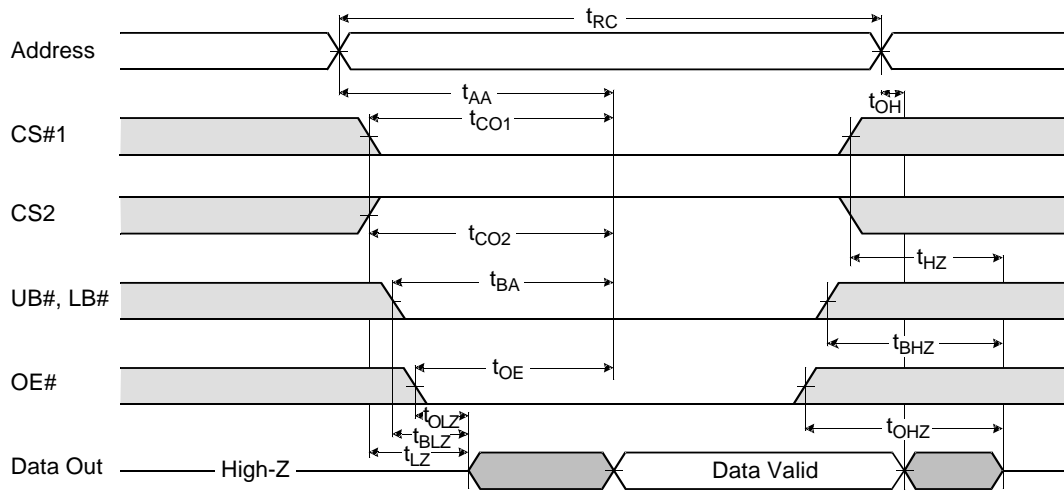 tRC
Address
tAA
tOH
CS#1
tCO1
CS2
tCO2
tHZ
UB#, LB#
tBA
tBHZ
OE#
tOE
tOLZ
tBLZ
tOHZ
tLZ
Data Out
High-Z
Data Valid